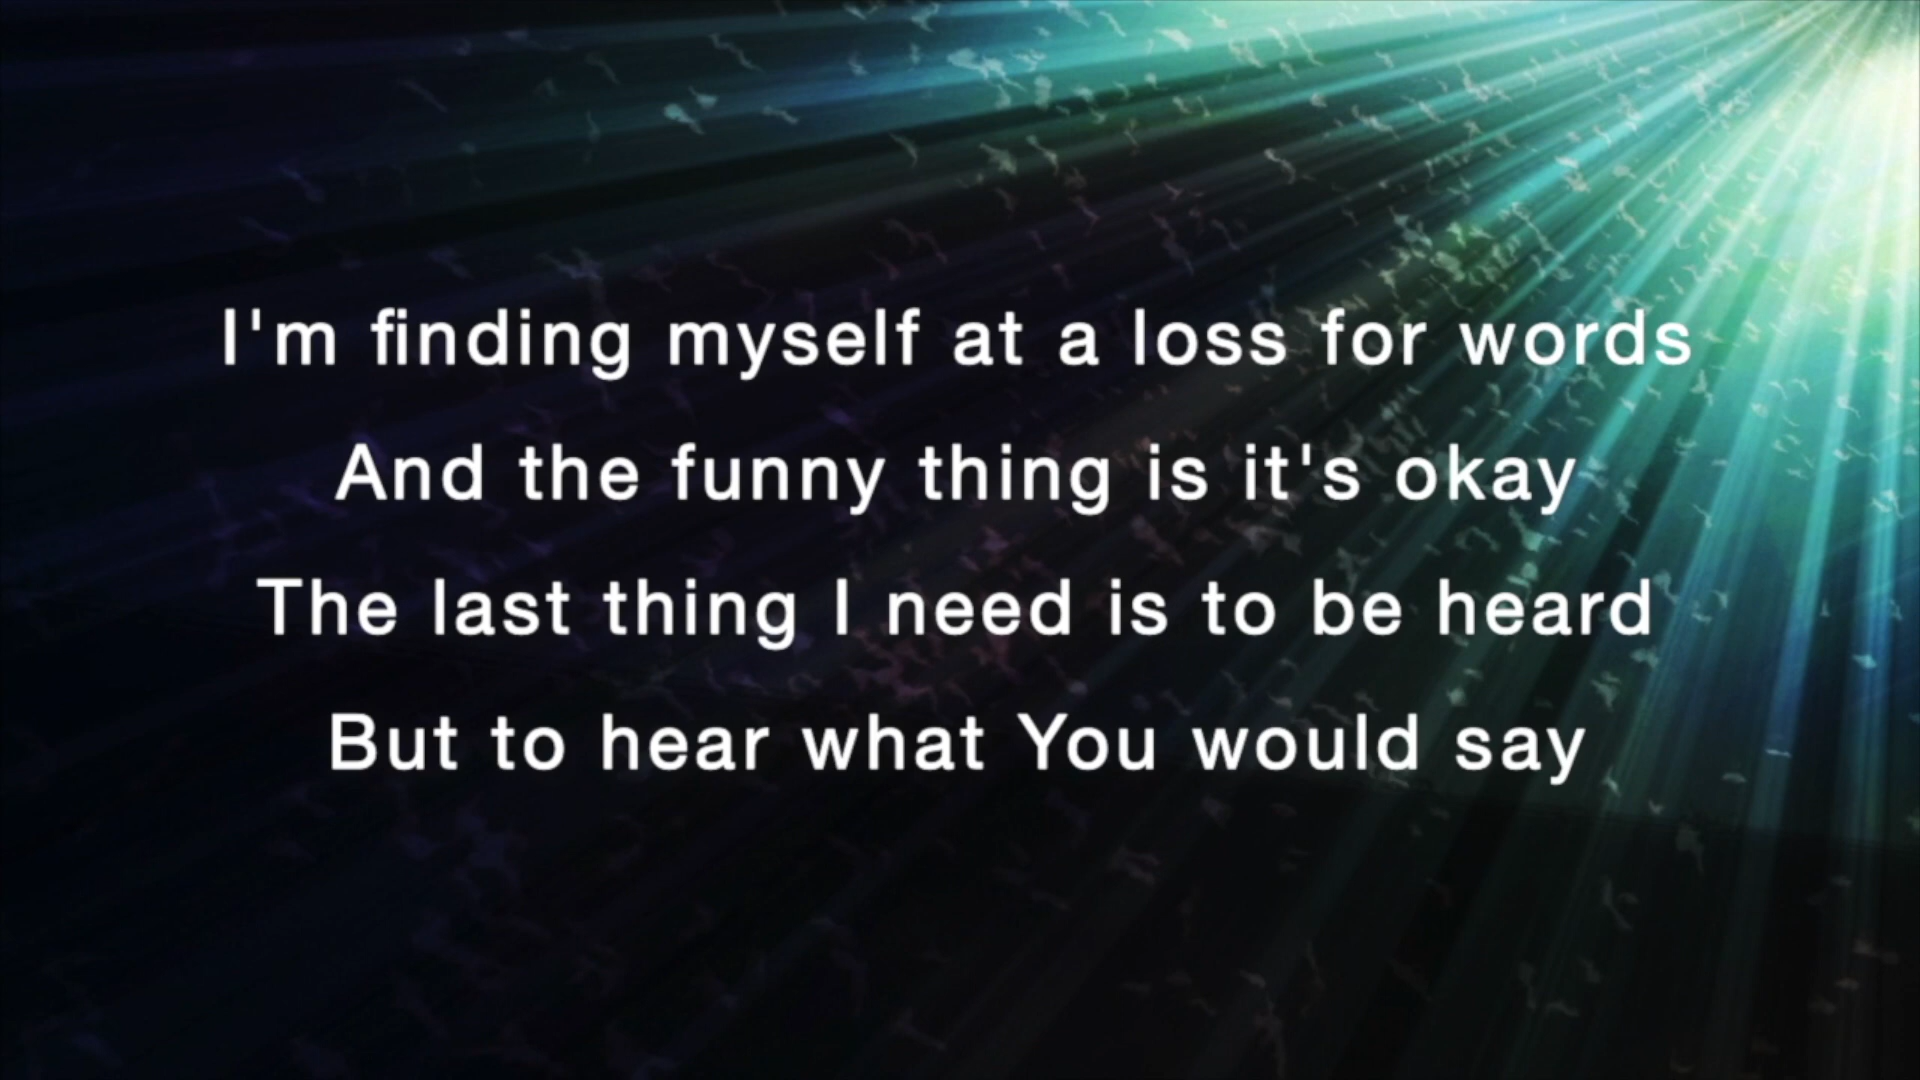 I'm finding myself at a loss for words
And the funny thing is it's okay
The last thing I need is to be heard
But to hear what You would say